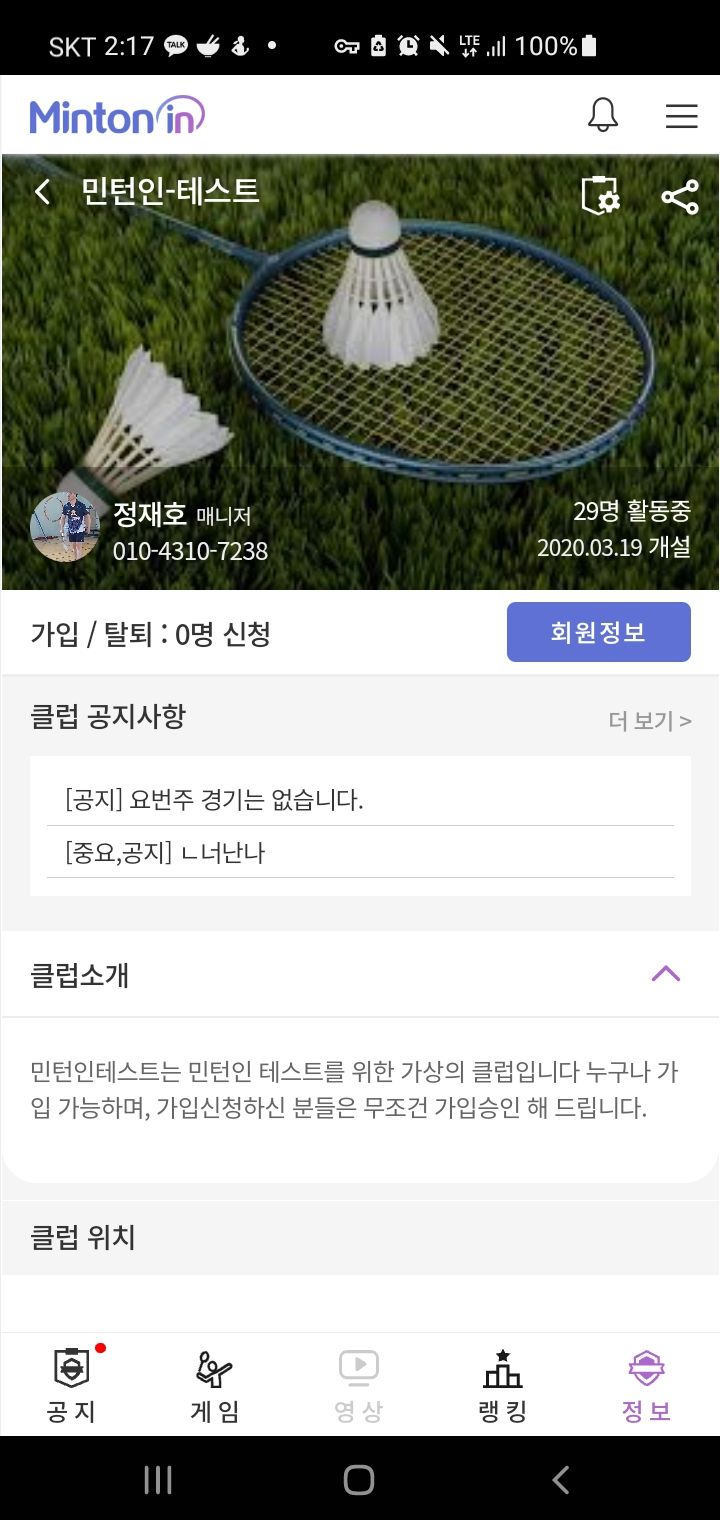 SKT 2:17 TALK LTE 100%
Mintonin
민턴인-테스트
정재호 매니저
29명 활동중
010-4310-7238
2020.03.19 개설
가입 / 탈퇴 : 0명 신청
회원정보
클럽 공지사항
더 보기 >
[공지] 요번주 경기는 없습니다.
[중요,공지] ㄴ너난나
클럽소개
민턴인테스트는 민턴인 테스트를 위한 가상의 클럽입니다 누구나 가
입 가능하며, 가입신청하신 분들은 무조건 가입승인 해 드립니다.
클럽 위치
공지 게임 영상 랭킹 정보